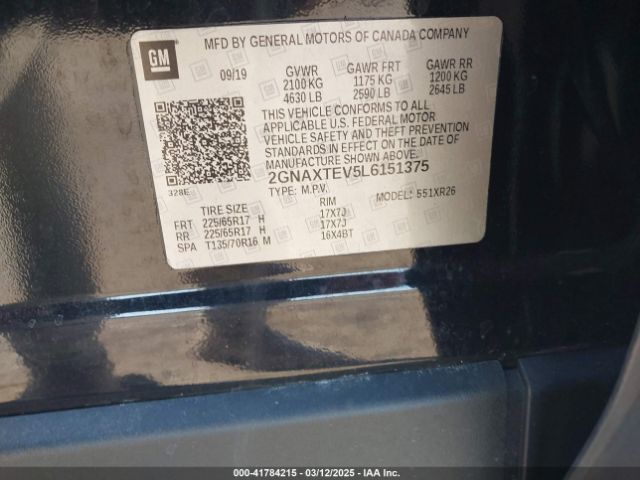 GM
MFD BY GENERAL MOTORS OF CANADA COMPANY
09/19 GVWR GAWR FRT GAWR RR
2100 KG 1175 KG 1200 KG
4630 LB 2590 LB 2645 LB
THIS VEHICLE CONFORMS TO ALL
APPLICABLE U.S. FEDERAL MOTOR
VEHICLE SAFETY AND THEFT PREVENTION
STANDARDS IN EFFECT ON THE DATE OF
MANUFACTURE SHOWN ABOVE.
328E 2GNAXTEV5L6151375
TYPE: M.P.V. MODEL: 551XR26
TIRE SIZE RIM
FRT 225/65R17 H 17X7J
RR 225/65R17 H 17X7J
SPA T135/70R16 M 16X4BT
000-41784215 - 03/12/2025 - IAAI.COM